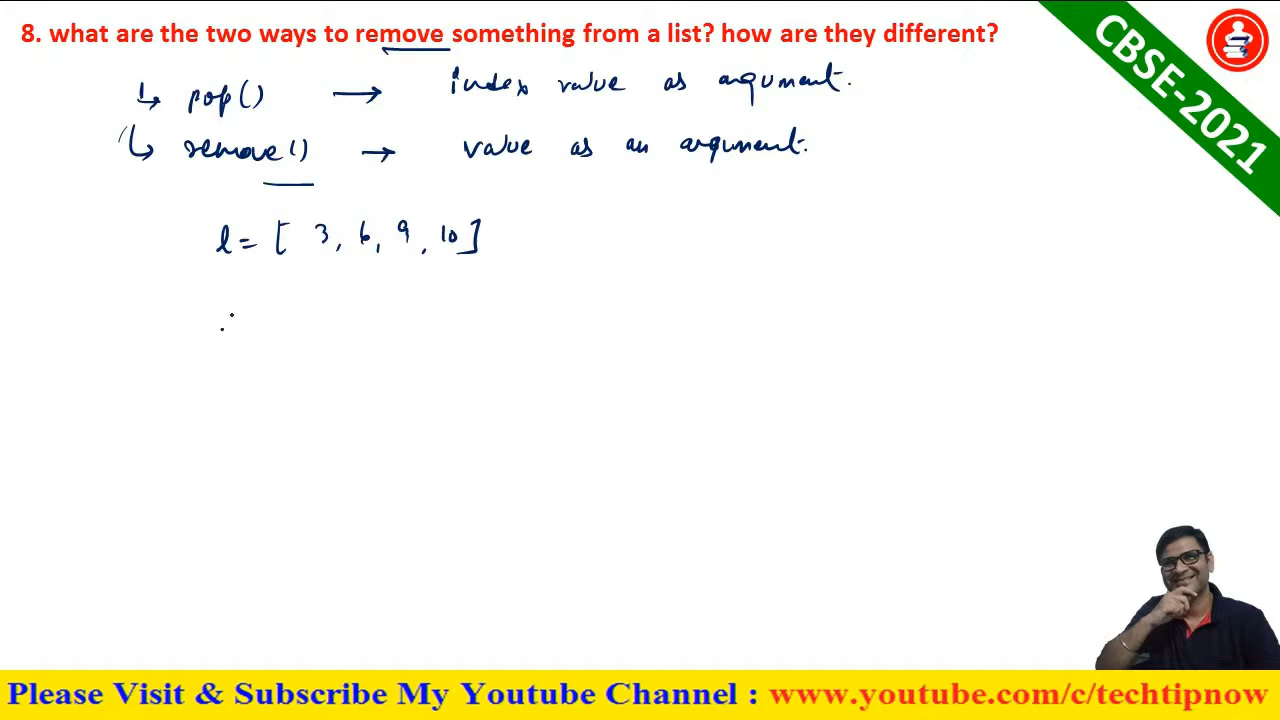 8. what are the two ways to remove something from a list? how are they different?
CBSE-2021
↳ pop() → index value as argument.
↳ remove() → value as an argument.
l = [ 3, 6, 9, 10 ]
Please Visit & Subscribe My Youtube Channel : www.youtube.com/c/techtipnow